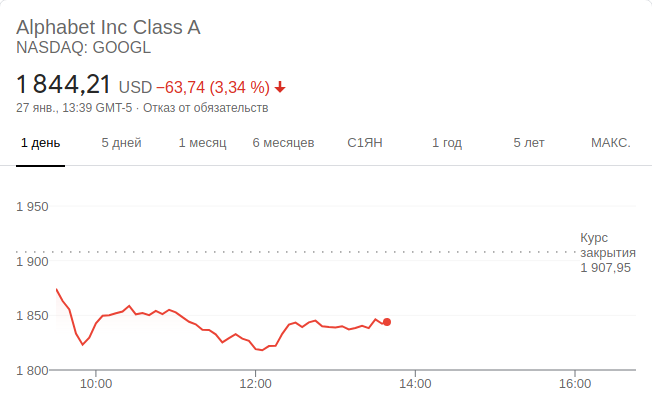 Alphabet Inc Class A
NASDAQ: GOOGL
1 844,21 USD −63,74 (3,34 %)
27 янв., 13:39 GMT-5 · Отказ от обязательств
1 день 5 дней 1 месяц 6 месяцев С1ЯН 1 год 5 лет МАКС.
1 950
Курс
закрытия
1 907,95
1 900
1 850
1 800
10:00 12:00 14:00 16:00